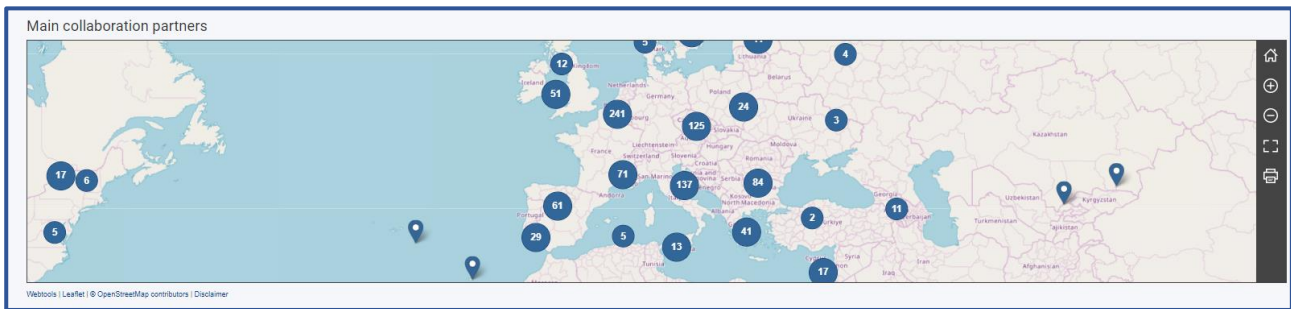 Main collaboration partners
5
12
4
Kingdom
Lithuania
Ireland
Belarus
51
Netherlands
Germany
Poland
24
241
125
Ukraine
3
Slovakia
Kazakhstan
France
Liechtenstein
Hungary
Moldova
Switzerland
Slovenia
Croatia
Romania
17
6
71
San Marino
137
Serbia
84
Andorra
North Macedonia
Georgia
Uzbekistan
Kyrgyzstan
61
Portugal
Albania
2
11
Turkmenistan
Tajikistan
5
29
5
13
41
Tunisia
Syria
Iran
17
Iraq
Afghanistan
Webtools | Leaflet | © OpenStreetMap contributors | Disclaimer